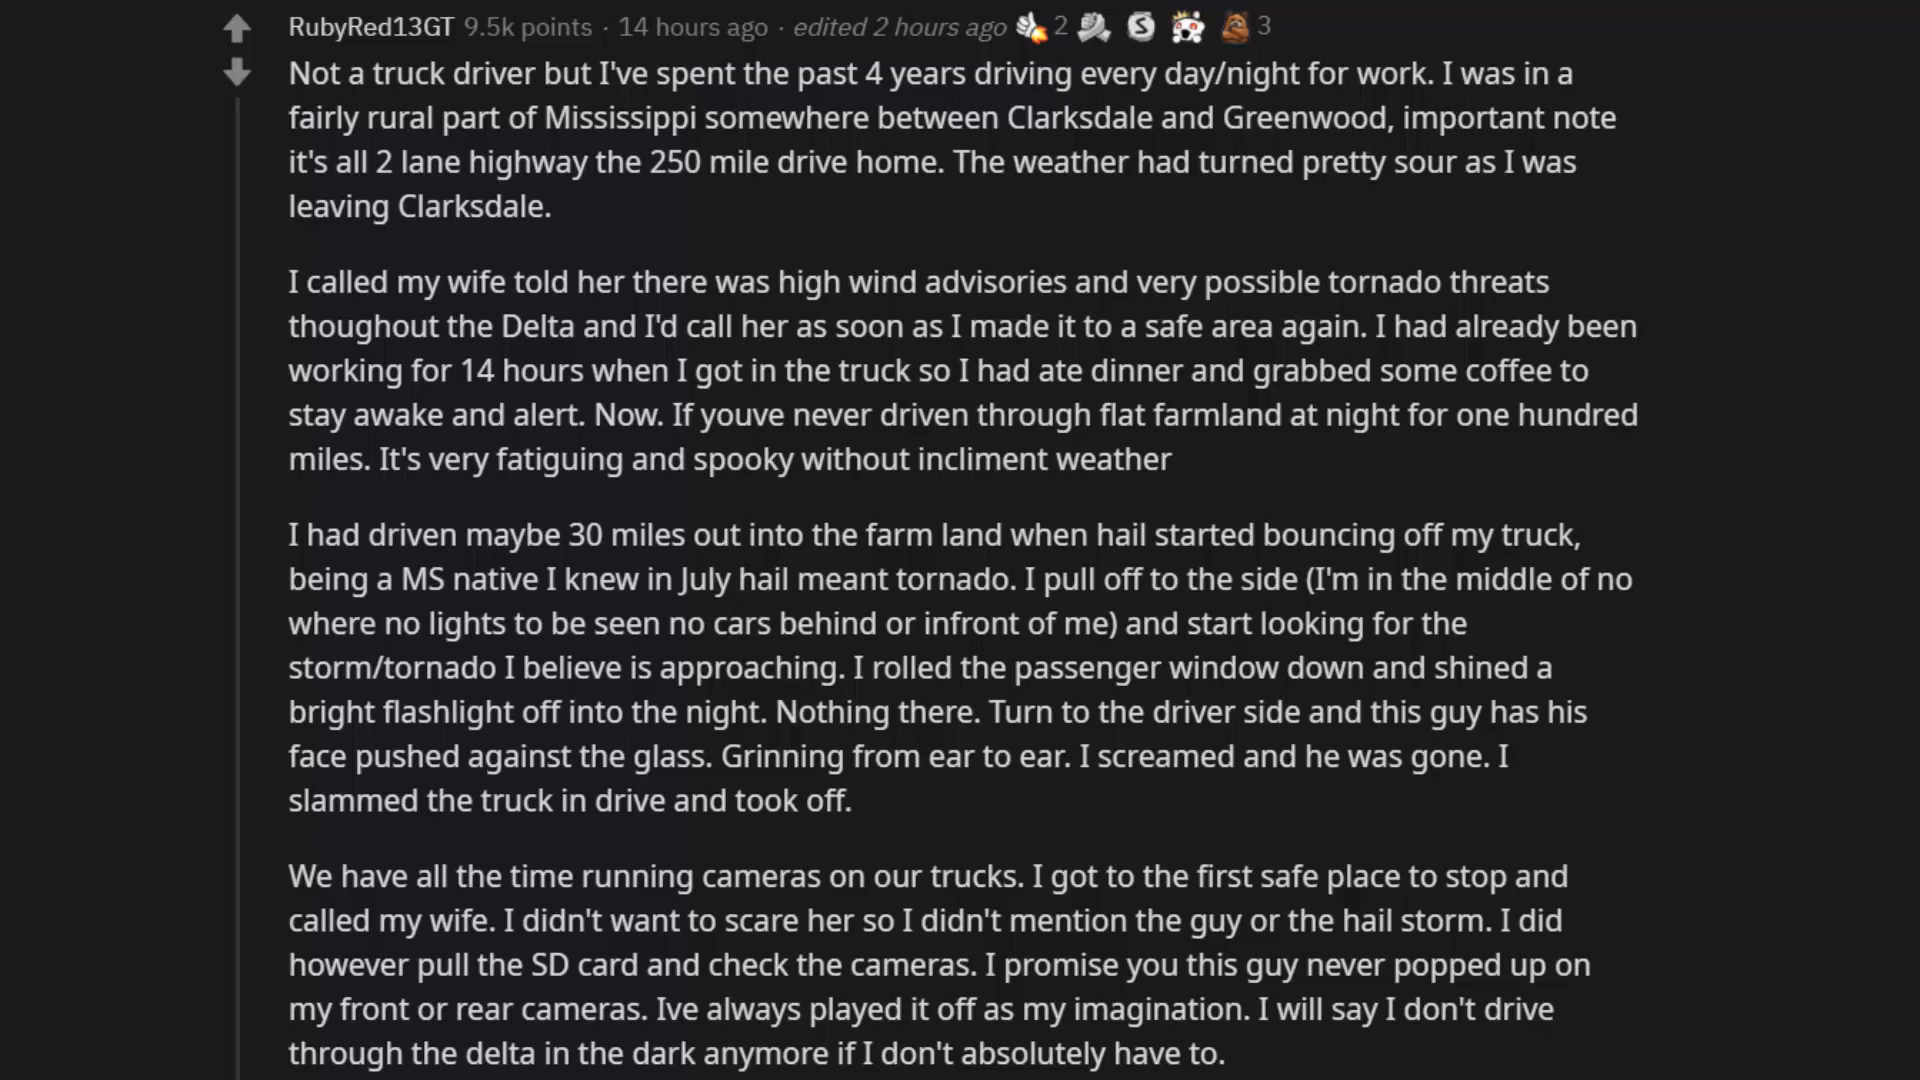 RubyRed13GT 9.5k points · 14 hours ago · edited 2 hours ago 2 S 3
Not a truck driver but I've spent the past 4 years driving every day/night for work. I was in a
fairly rural part of Mississippi somewhere between Clarksdale and Greenwood, important note
it's all 2 lane highway the 250 mile drive home. The weather had turned pretty sour as I was
leaving Clarksdale.
I called my wife told her there was high wind advisories and very possible tornado threats
thoughout the Delta and I'd call her as soon as I made it to a safe area again. I had already been
working for 14 hours when I got in the truck so I had ate dinner and grabbed some coffee to
stay awake and alert. Now. If youve never driven through flat farmland at night for one hundred
miles. It's very fatiguing and spooky without incliment weather
I had driven maybe 30 miles out into the farm land when hail started bouncing off my truck,
being a MS native I knew in July hail meant tornado. I pull off to the side (I'm in the middle of no
where no lights to be seen no cars behind or infront of me) and start looking for the
storm/tornado I believe is approaching. I rolled the passenger window down and shined a
bright flashlight off into the night. Nothing there. Turn to the driver side and this guy has his
face pushed against the glass. Grinning from ear to ear. I screamed and he was gone. I
slammed the truck in drive and took off.
We have all the time running cameras on our trucks. I got to the first safe place to stop and
called my wife. I didn't want to scare her so I didn't mention the guy or the hail storm. I did
however pull the SD card and check the cameras. I promise you this guy never popped up on
my front or rear cameras. Ive always played it off as my imagination. I will say I don't drive
through the delta in the dark anymore if I don't absolutely have to.